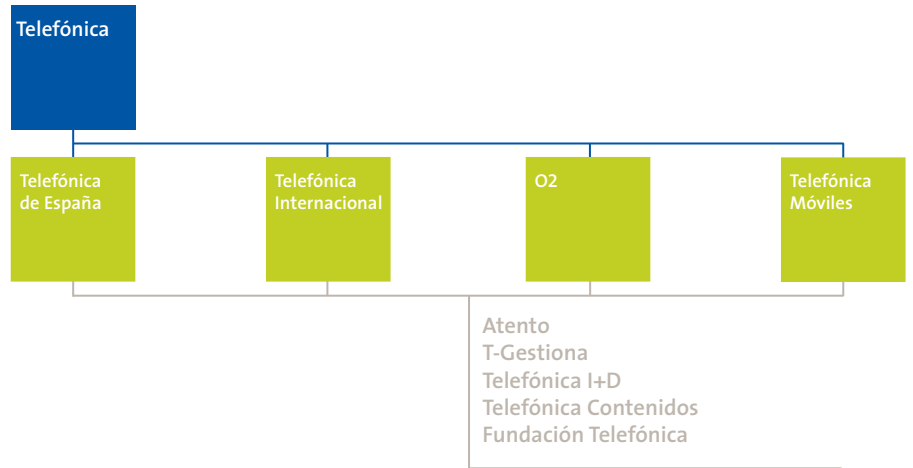 Telefónica
Telefónica
de España
Telefónica
Internacional
O2
Telefónica
Móviles
Atento
T-Gestiona
Telefónica I+D
Telefónica Contenidos
Fundación Telefónica